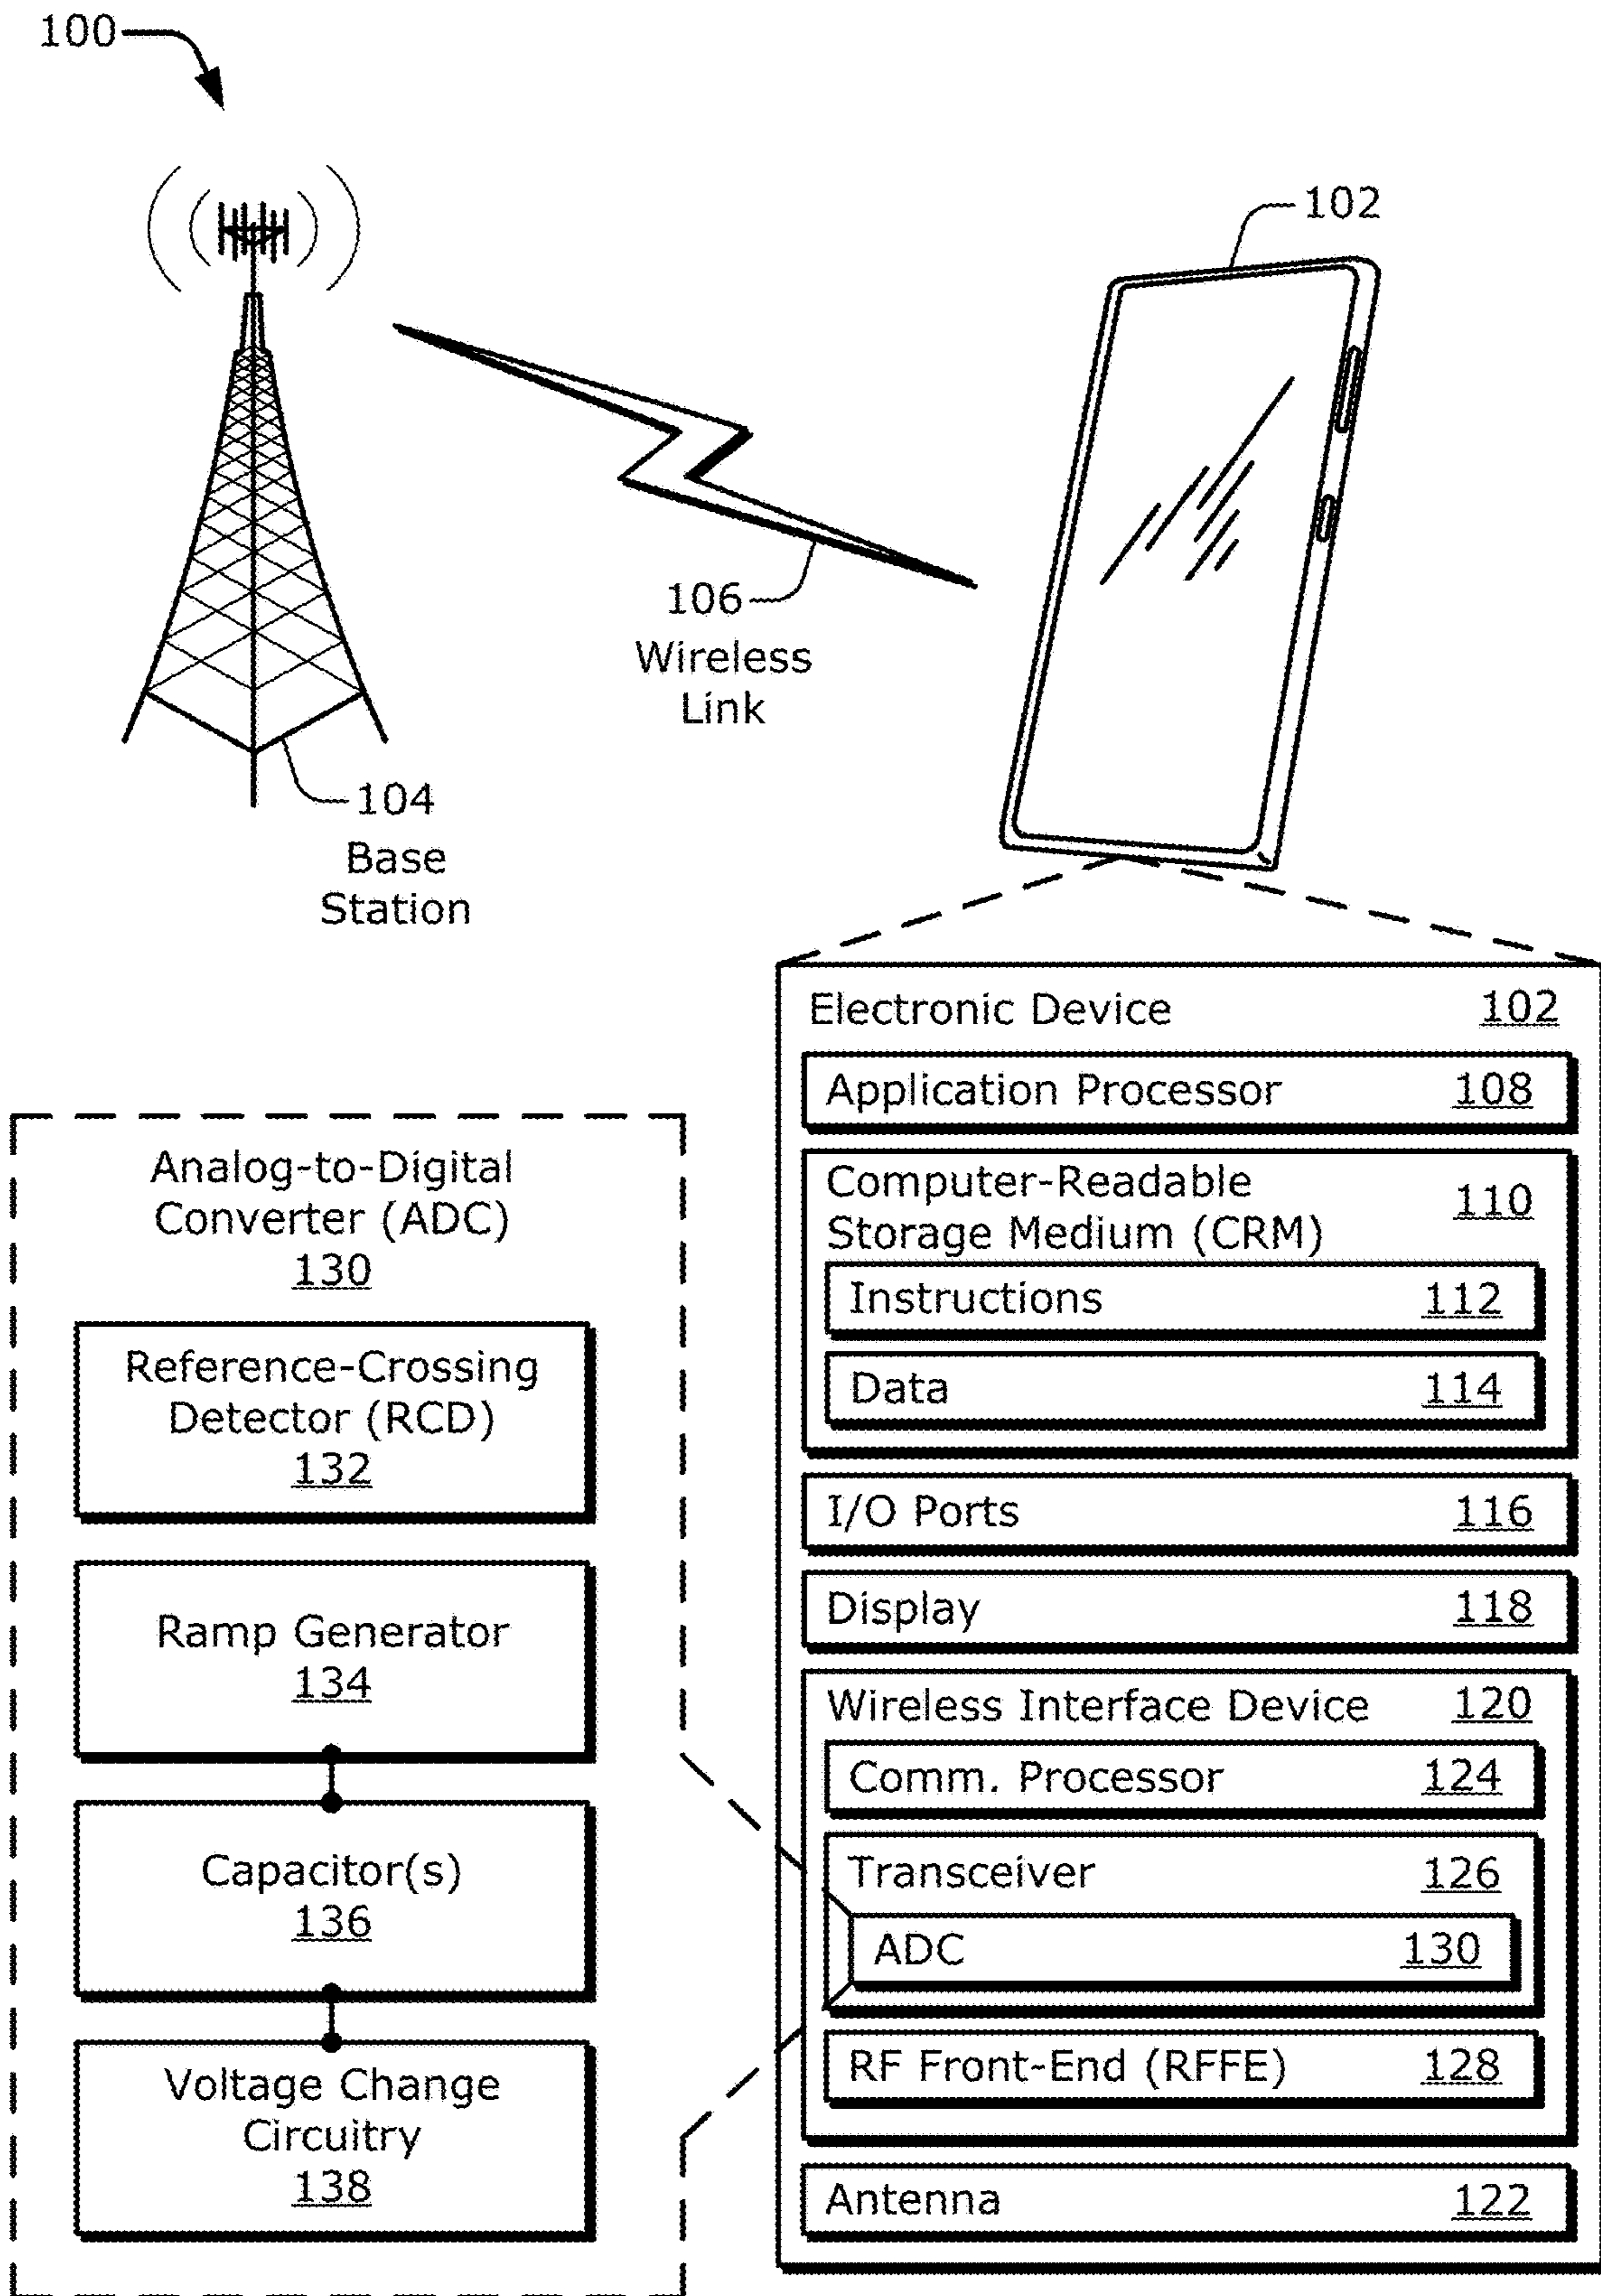 100
102
106
Wireless
Link
104
Base
Station
Electronic Device 102
Application Processor 108
Computer-Readable
Storage Medium (CRM) 110
Instructions 112
Data 114
I/O Ports 116
Display 118
Wireless Interface Device 120
Comm. Processor 124
Transceiver 126
ADC 130
RF Front-End (RFFE) 128
Antenna 122
Analog-to-Digital
Converter (ADC)
130
Reference-Crossing
Detector (RCD)
132
Ramp Generator
134
Capacitor(s)
136
Voltage Change
Circuitry
138